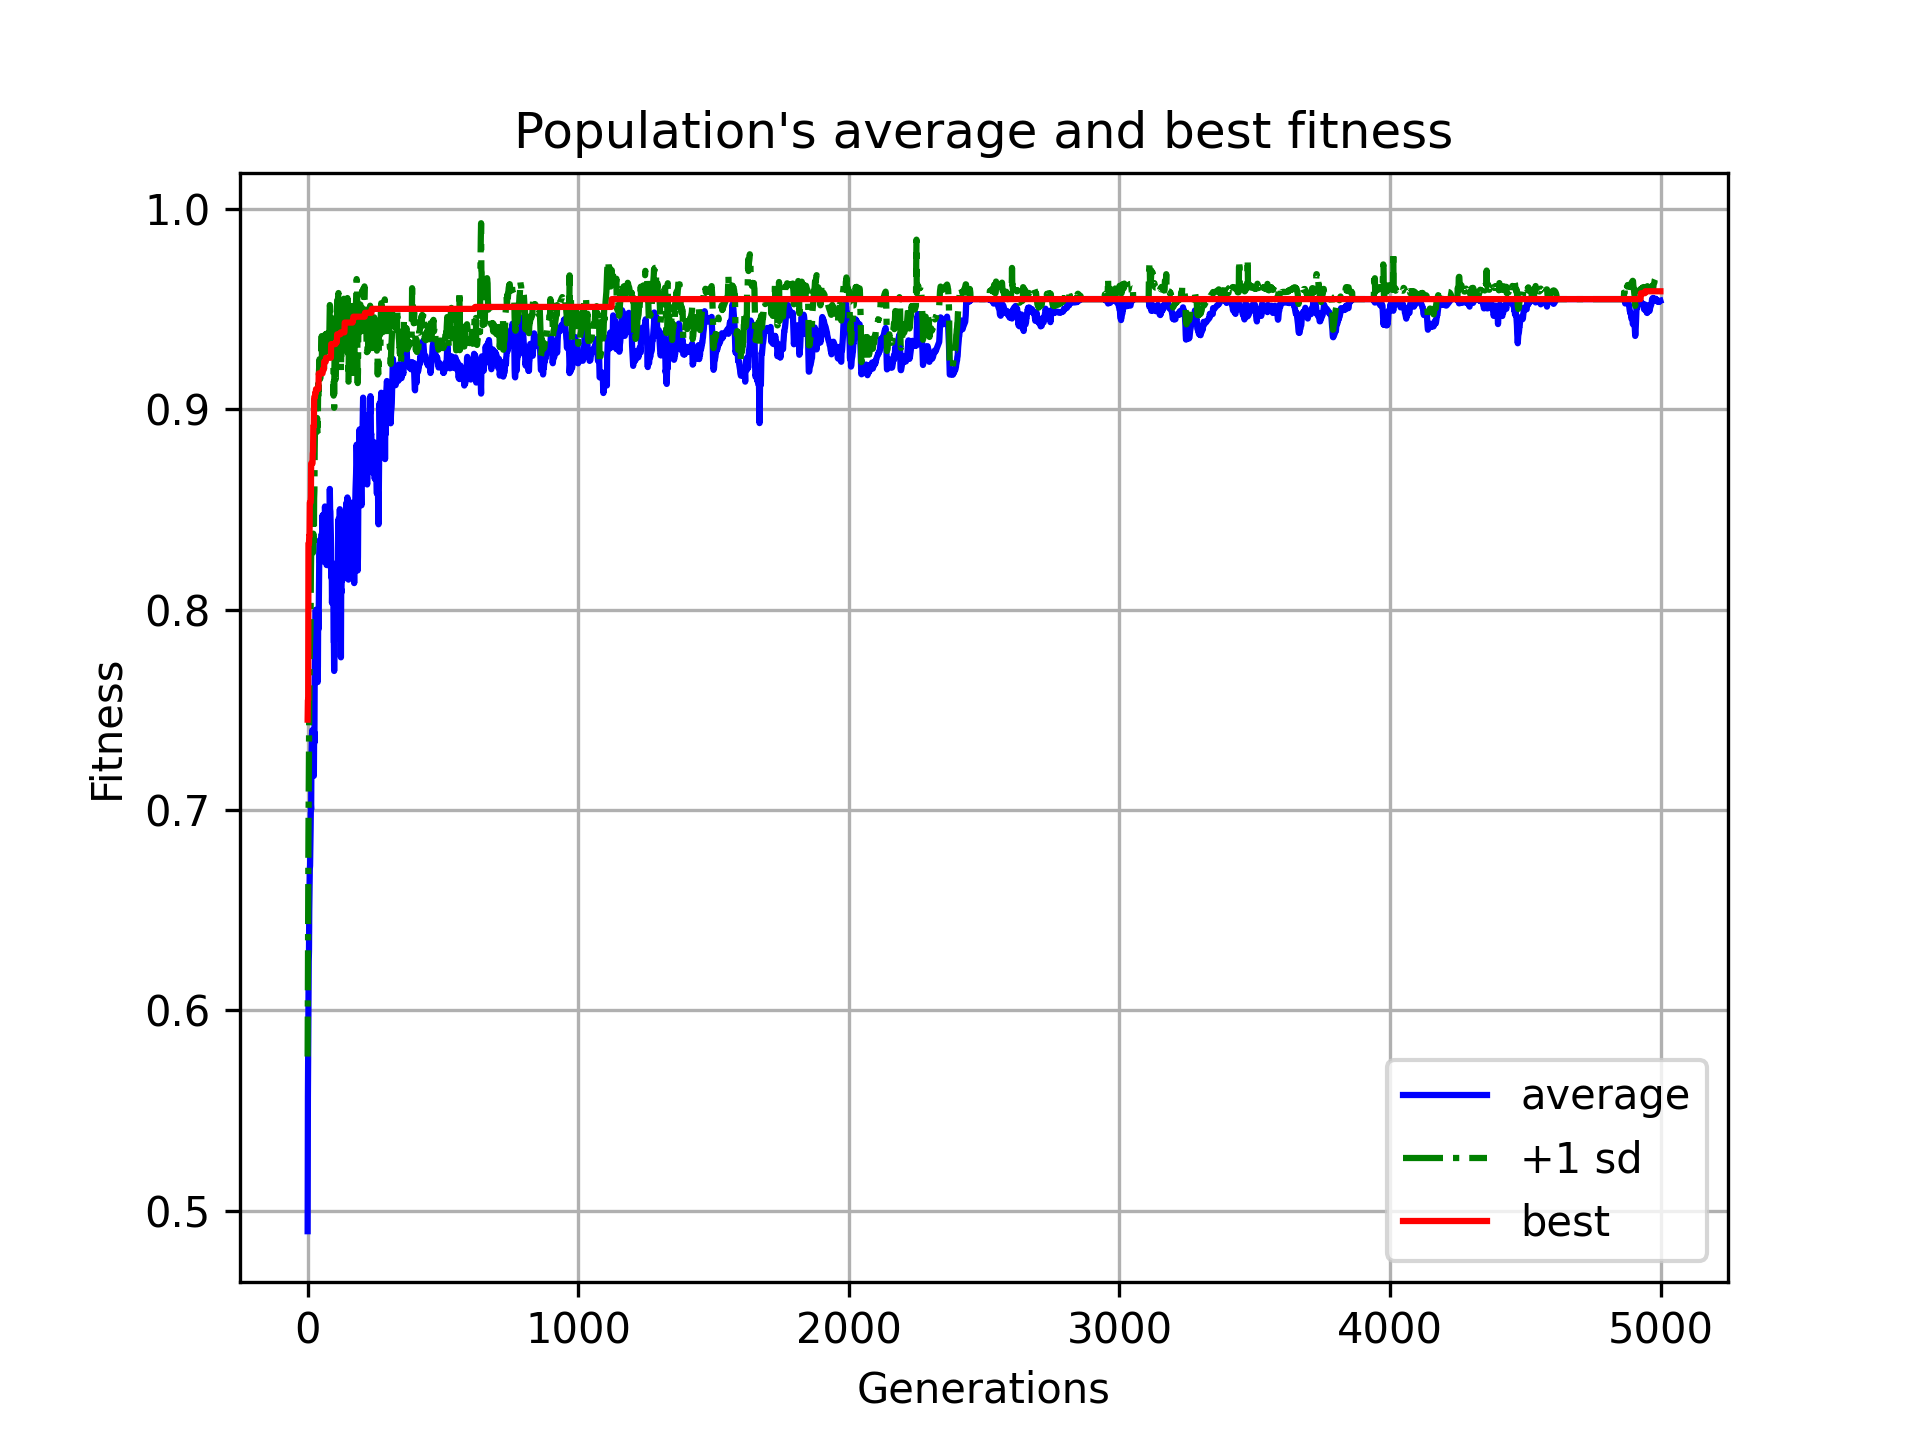 Population's average and best fitness
1.0
0.9
0.8
0.7
0.6
0.5
Fitness
0 1000 2000 3000 4000 5000
Generations
average
+1 sd
best